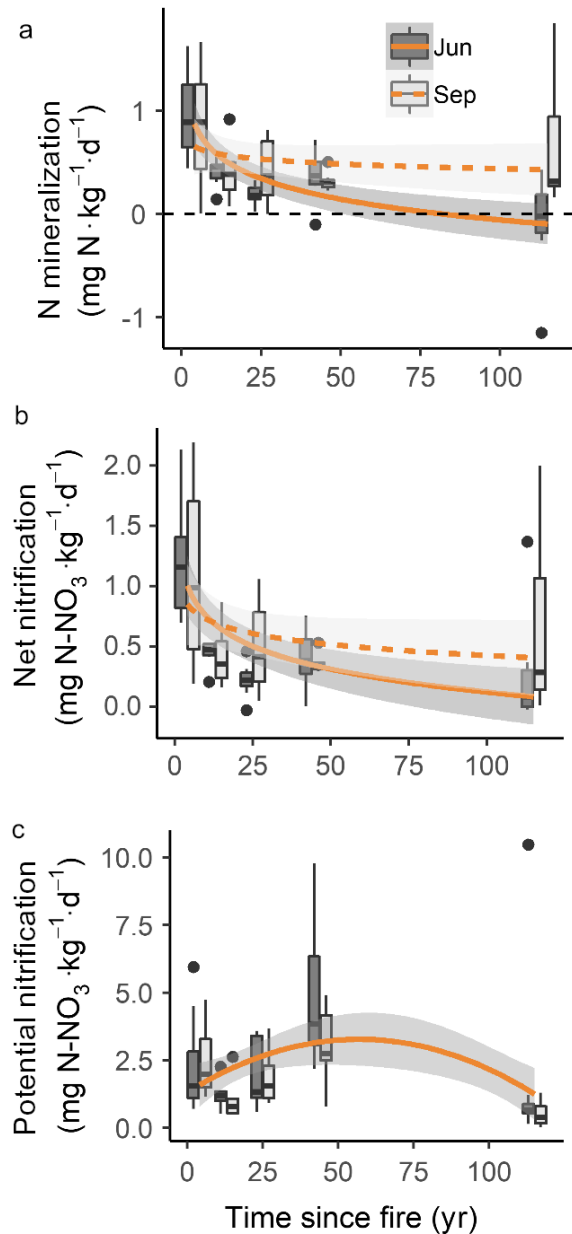 a
Jun
Sep
N mineralization
(mg N · kg⁻¹·d⁻¹)
1
0
-1
0 25 50 75 100
b
Net nitrification
(mg N-NO₃ ·kg⁻¹·d⁻¹)
2.0
1.5
1.0
0.5
0.0
0 25 50 75 100
c
Potential nitrification
(mg N-NO₃ ·kg⁻¹·d⁻¹)
10.0
7.5
5.0
2.5
0.0
0 25 50 75 100
Time since fire (yr)